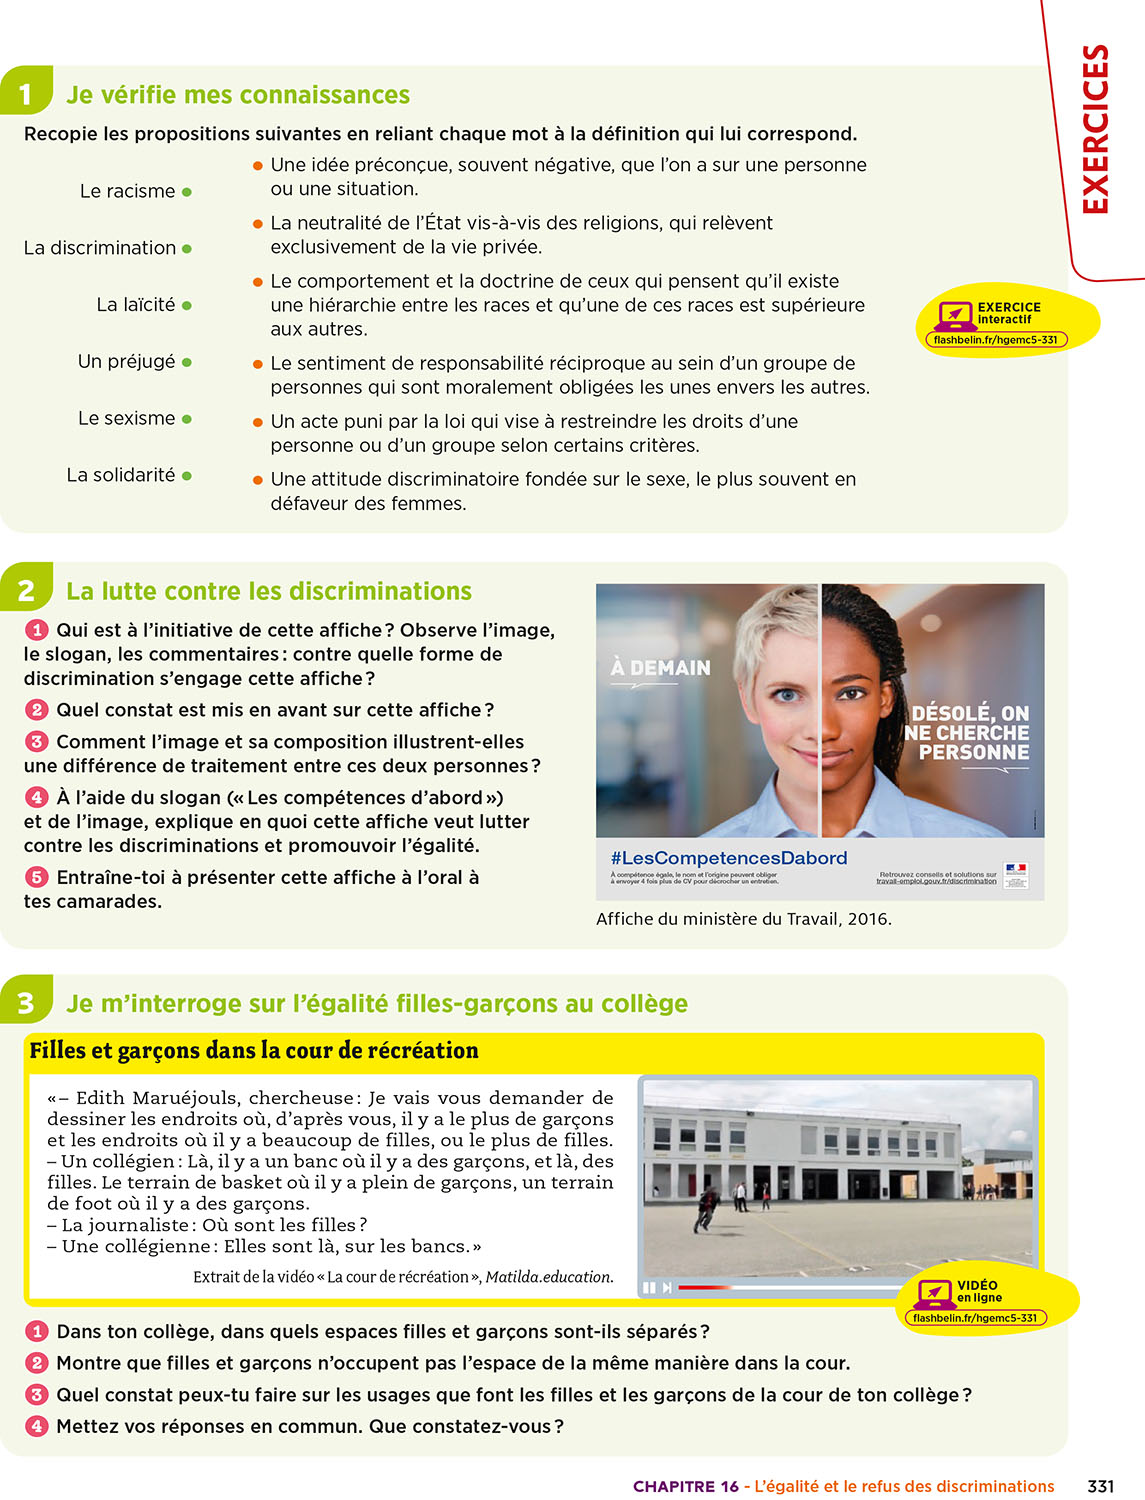 EXERCICES
1 Je vérifie mes connaissances
Recopie les propositions suivantes en reliant chaque mot à la définition qui lui correspond.
Le racisme
La discrimination
La laïcité
Un préjugé
Le sexisme
La solidarité
Une idée préconçue, souvent négative, que l'on a sur une personne
ou une situation.
La neutralité de l'État vis-à-vis des religions, qui relèvent
exclusivement de la vie privée.
Le comportement et la doctrine de ceux qui pensent qu'il existe
une hiérarchie entre les races et qu'une de ces races est supérieure
aux autres.
Le sentiment de responsabilité réciproque au sein d'un groupe de
personnes qui sont moralement obligées les unes envers les autres.
Un acte puni par la loi qui vise à restreindre les droits d'une
personne ou d'un groupe selon certains critères.
Une attitude discriminatoire fondée sur le sexe, le plus souvent en
défaveur des femmes.
EXERCICE
interactif
flashbelin.fr/hgemc5-331
2 La lutte contre les discriminations
1 Qui est à l'initiative de cette affiche ? Observe l'image,
le slogan, les commentaires : contre quelle forme de
discrimination s'engage cette affiche ?
2 Quel constat est mis en avant sur cette affiche ?
3 Comment l'image et sa composition illustrent-elles
une différence de traitement entre ces deux personnes ?
4 À l'aide du slogan (« Les compétences d'abord »)
et de l'image, explique en quoi cette affiche veut lutter
contre les discriminations et promouvoir l'égalité.
5 Entraîne-toi à présenter cette affiche à l'oral à
tes camarades.
À DEMAIN
DÉSOLÉ, ON
NE CHERCHE
PERSONNE
#LesCompetencesDabord
À compétence égale, le nom et l'origine peuvent obliger
à envoyer 4 fois plus de CV pour décrocher un entretien.
Retrouvez conseils et solutions sur
travail-emploi.gouv.fr/discrimination
Affiche du ministère du Travail, 2016.
3 Je m'interroge sur l'égalité filles-garçons au collège
Filles et garçons dans la cour de récréation
« – Edith Maruéjouls, chercheuse : Je vais vous demander de
dessiner les endroits où, d'après vous, il y a le plus de garçons
et les endroits où il y a beaucoup de filles, ou le plus de filles.
– Un collégien : Là, il y a un banc où il y a des garçons, et là, des
filles. Le terrain de basket où il y a plein de garçons, un terrain
de foot où il y a des garçons.
– La journaliste : Où sont les filles ?
– Une collégienne : Elles sont là, sur les bancs. »
Extrait de la vidéo « La cour de récréation », Matilda.education.
VIDÉO
en ligne
flashbelin.fr/hgemc5-331
1 Dans ton collège, dans quels espaces filles et garçons sont-ils séparés ?
2 Montre que filles et garçons n'occupent pas l'espace de la même manière dans la cour.
3 Quel constat peux-tu faire sur les usages que font les filles et les garçons de la cour de ton collège ?
4 Mettez vos réponses en commun. Que constatez-vous ?
CHAPITRE 16 - L'égalité et le refus des discriminations 331